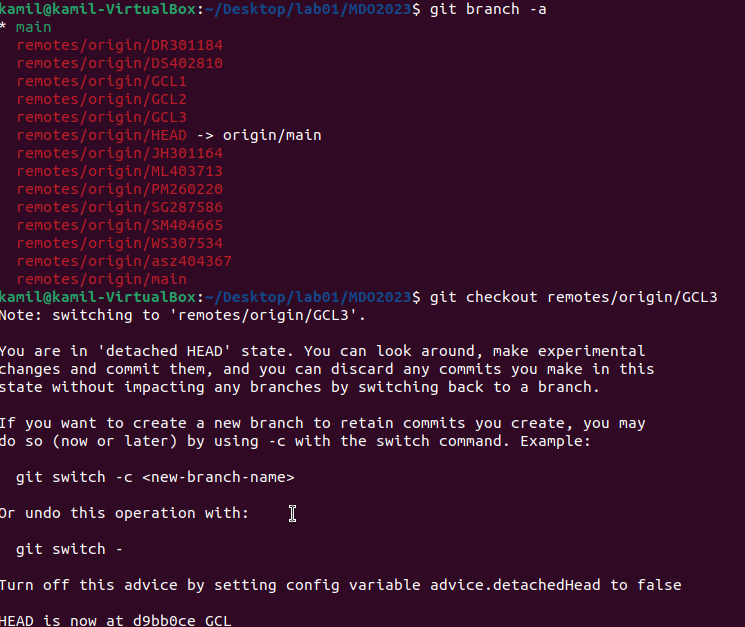 kamil@kamil-VirtualBox:~/Desktop/lab01/MDO2023$ git branch -a
* main
remotes/origin/DR301184
remotes/origin/DS402810
remotes/origin/GCL1
remotes/origin/GCL2
remotes/origin/GCL3
remotes/origin/HEAD -> origin/main
remotes/origin/JH301164
remotes/origin/ML403713
remotes/origin/PM260220
remotes/origin/SG287586
remotes/origin/SM404665
remotes/origin/WS307534
remotes/origin/asz404367
remotes/origin/main
kamil@kamil-VirtualBox:~/Desktop/lab01/MDO2023$ git checkout remotes/origin/GCL3
Note: switching to 'remotes/origin/GCL3'.
You are in 'detached HEAD' state. You can look around, make experimental
changes and commit them, and you can discard any commits you make in this
state without impacting any branches by switching back to a branch.
If you want to create a new branch to retain commits you create, you may
do so (now or later) by using -c with the switch command. Example:
git switch -c <new-branch-name>
Or undo this operation with:
git switch -
Turn off this advice by setting config variable advice.detachedHead to false
HEAD is now at d9bb0ce GCL